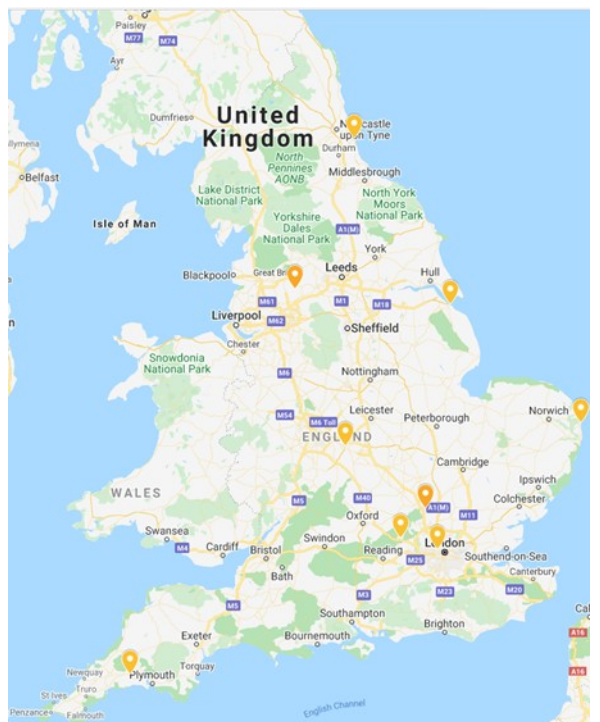 Paisley
M77
M74
Ayr
Dumfries
United
Kingdom
Newcastle
upon Tyne
Durham
North
Pennines
AONB
Middlesbrough
Belfast
Lake District
National Park
North York
Moors
National Park
Isle of Man
Yorkshire
Dales
National Park
A1(M)
York
Blackpool
Leeds
Hull
M61
M1
M18
M62
Liverpool
Sheffield
Chester
Snowdonia
National Park
M6
Nottingham
Norwich
M54
M6 Toll
Leicester
Peterborough
ENGLAND
Cambridge
WALES
M5
M40
A1(M)
Ipswich
Oxford
M11
Colchester
Swansea
M4
Cardiff
Bristol
Swindon
Reading
London
Southend-on-Sea
Bath
M25
Canterbury
M3
M23
M20
M5
Southampton
Exeter
Bournemouth
Brighton
A16
Newquay
Plymouth
Torquay
A16
St Ives
Truro
Penzance
Falmouth
English Channel